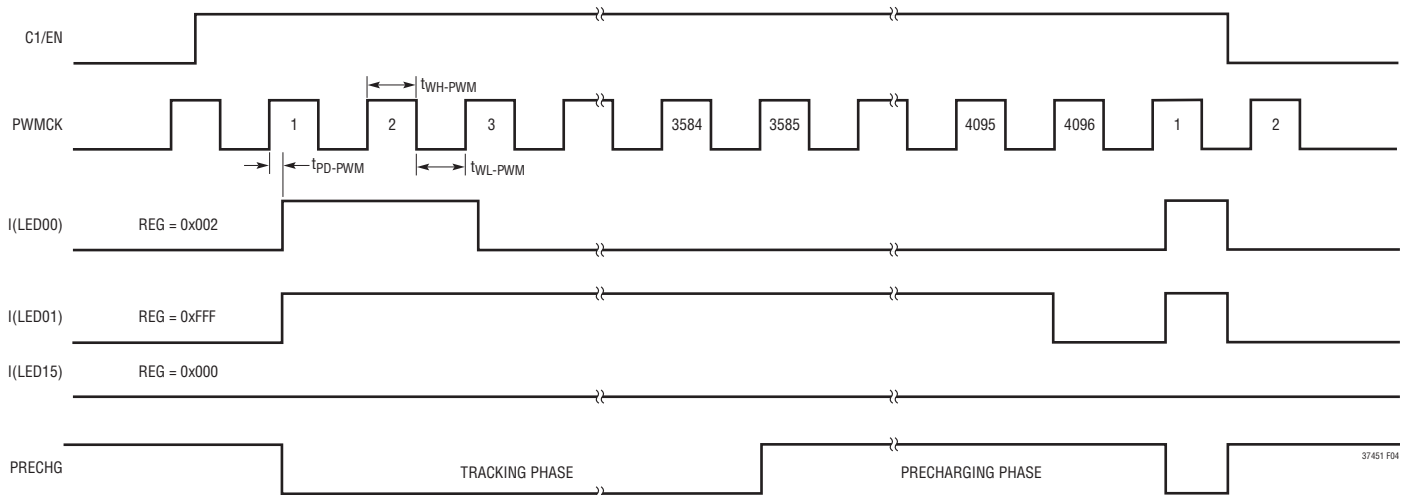 C1/EN
PWMCK
1
2
3
3584
3585
4095
4096
1
2
tWH-PWM
tPD-PWM
tWL-PWM
I(LED00)
REG = 0x002
I(LED01)
REG = 0xFFF
I(LED15)
REG = 0x000
PRECHG
TRACKING PHASE
PRECHARGING PHASE
37451 F04